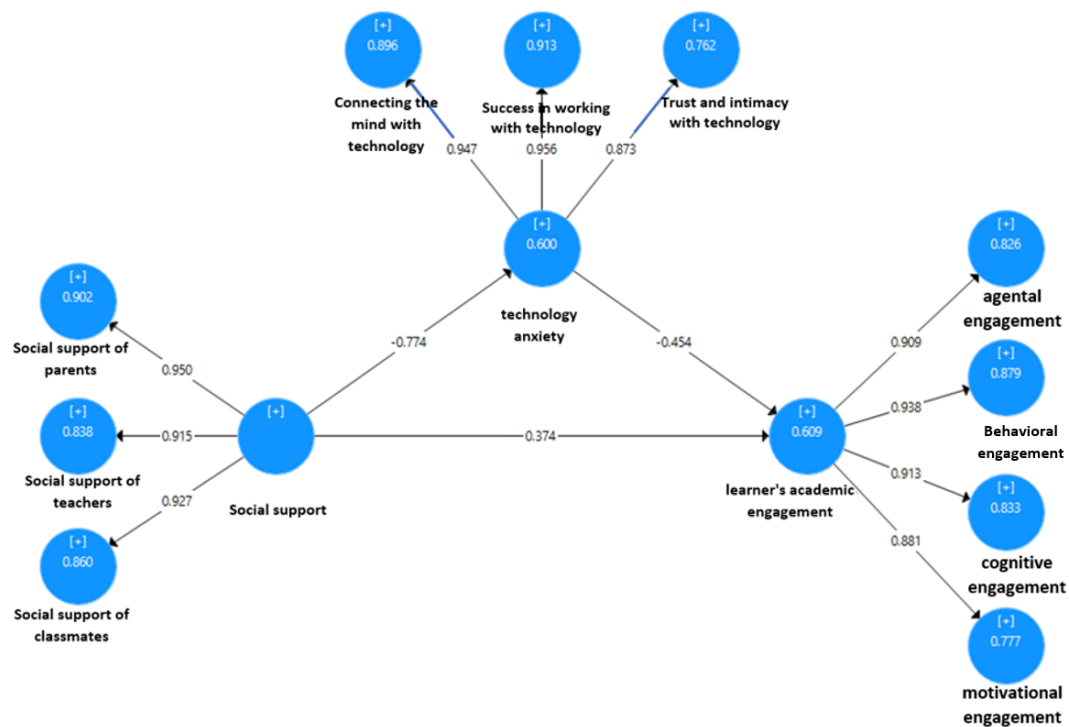 [+]
0.896
Connecting the
mind with
technology
[+]
0.913
Success in working
with technology
[+]
0.762
Trust and intimacy
with technology
0.947
0.956
0.873
[+]
0.600
technology
anxiety
[+]
0.902
Social support of
parents
0.950
-0.774
-0.454
[+]
0.838
Social support of
teachers
0.915
[+]
Social support
0.374
0.927
[+]
0.860
Social support of
classmates
[+]
0.609
learner's academic
engagement
0.909
[+]
0.826
agental
engagement
0.938
[+]
0.879
Behavioral
engagement
0.913
[+]
0.833
cognitive
engagement
0.881
[+]
0.777
motivational
engagement